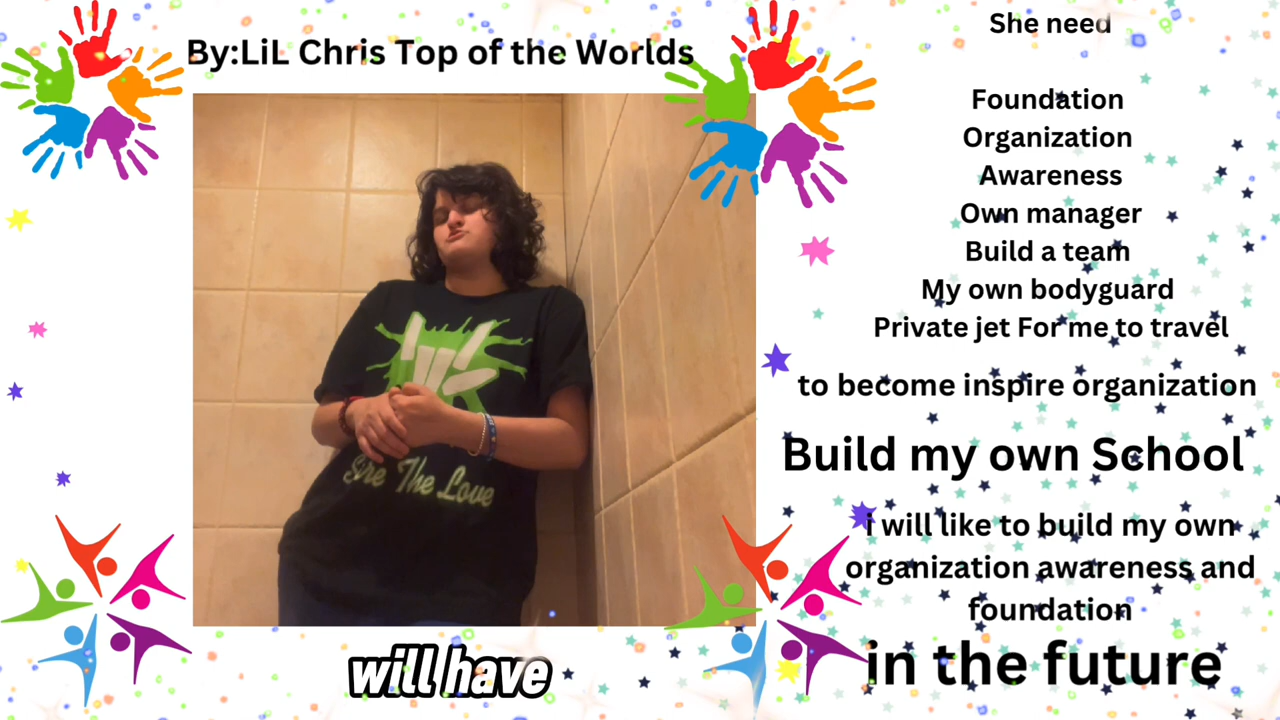 By:LiL Chris Top of the Worlds
She need
Foundation
Organization
Awareness
Own manager
Build a team
My own bodyguard
Private jet For me to travel
to become inspire organization
Build my own School
i will like to build my own
organization awareness and
foundation
in the future
The Love
will have